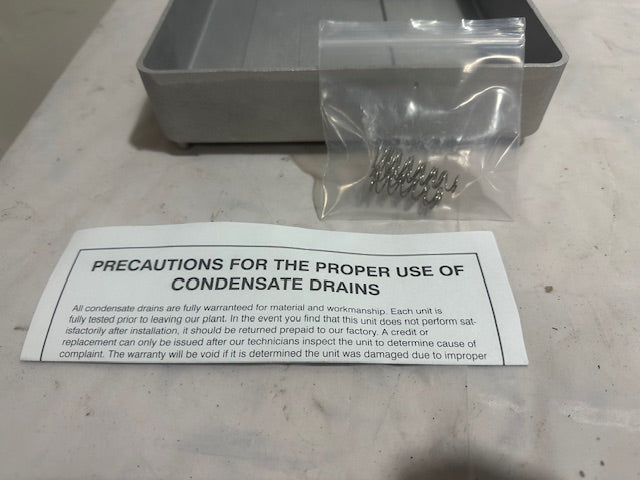 PRECAUTIONS FOR THE PROPER USE OF
CONDENSATE DRAINS
All condensate drains are fully warranteed for material and workmanship. Each unit is
fully tested prior to leaving our plant. In the event you find that this unit does not perform sat-
isfactorily after installation, it should be returned prepaid to our factory. A credit or
replacement can only be issued after our technicians inspect the unit to determine cause of
complaint. The warranty will be void if it is determined the unit was damaged due to improper